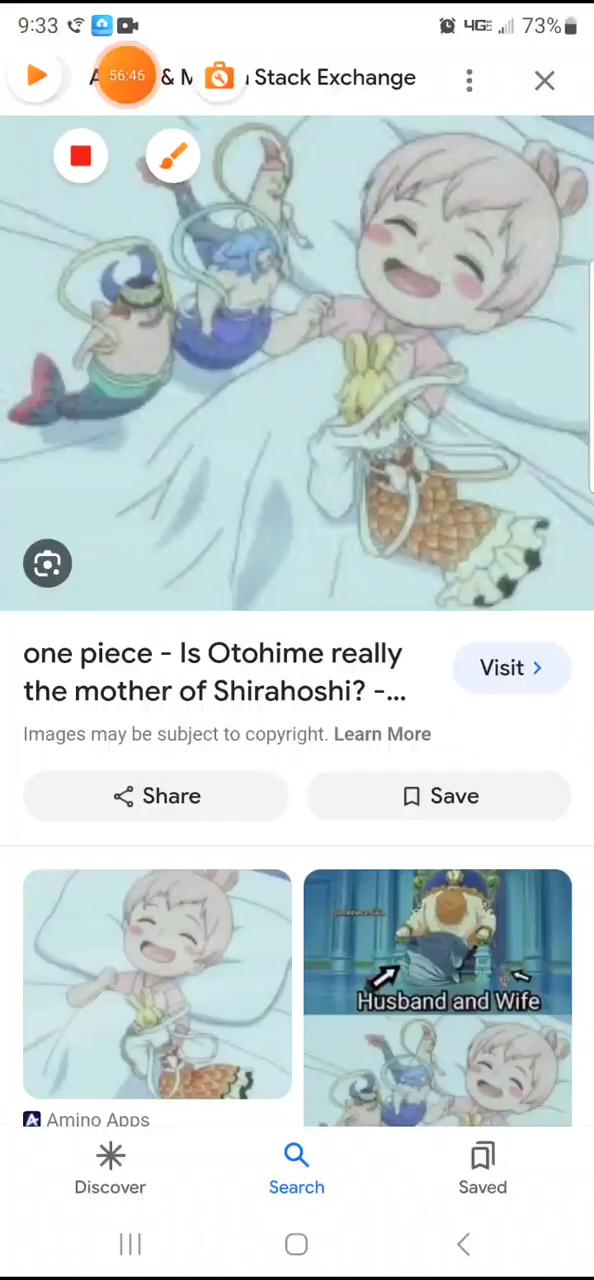 9:33
4GE
73%
56:46
A
& M
Stack Exchange
one piece - Is Otohime really
the mother of Shirahoshi? -...
Visit
Images may be subject to copyright. Learn More
Share
Save
Husband and Wife
A Amino Apps
Discover
Search
Saved